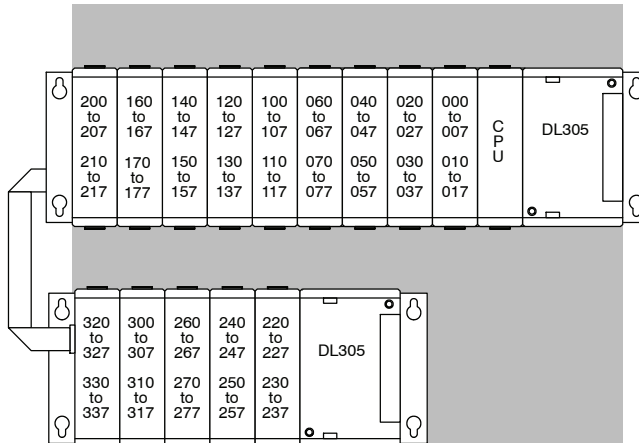 200 to 207 210 to 217
160 to 167 170 to 177
140 to 147 150 to 157
120 to 127 130 to 137
100 to 107 110 to 117
060 to 067 070 to 077
040 to 047 050 to 057
020 to 027 030 to 037
000 to 007 010 to 017
CPU
DL305
320 to 327 330 to 337
300 to 307 310 to 317
260 to 267 270 to 277
240 to 247 250 to 257
220 to 227 230 to 237
DL305